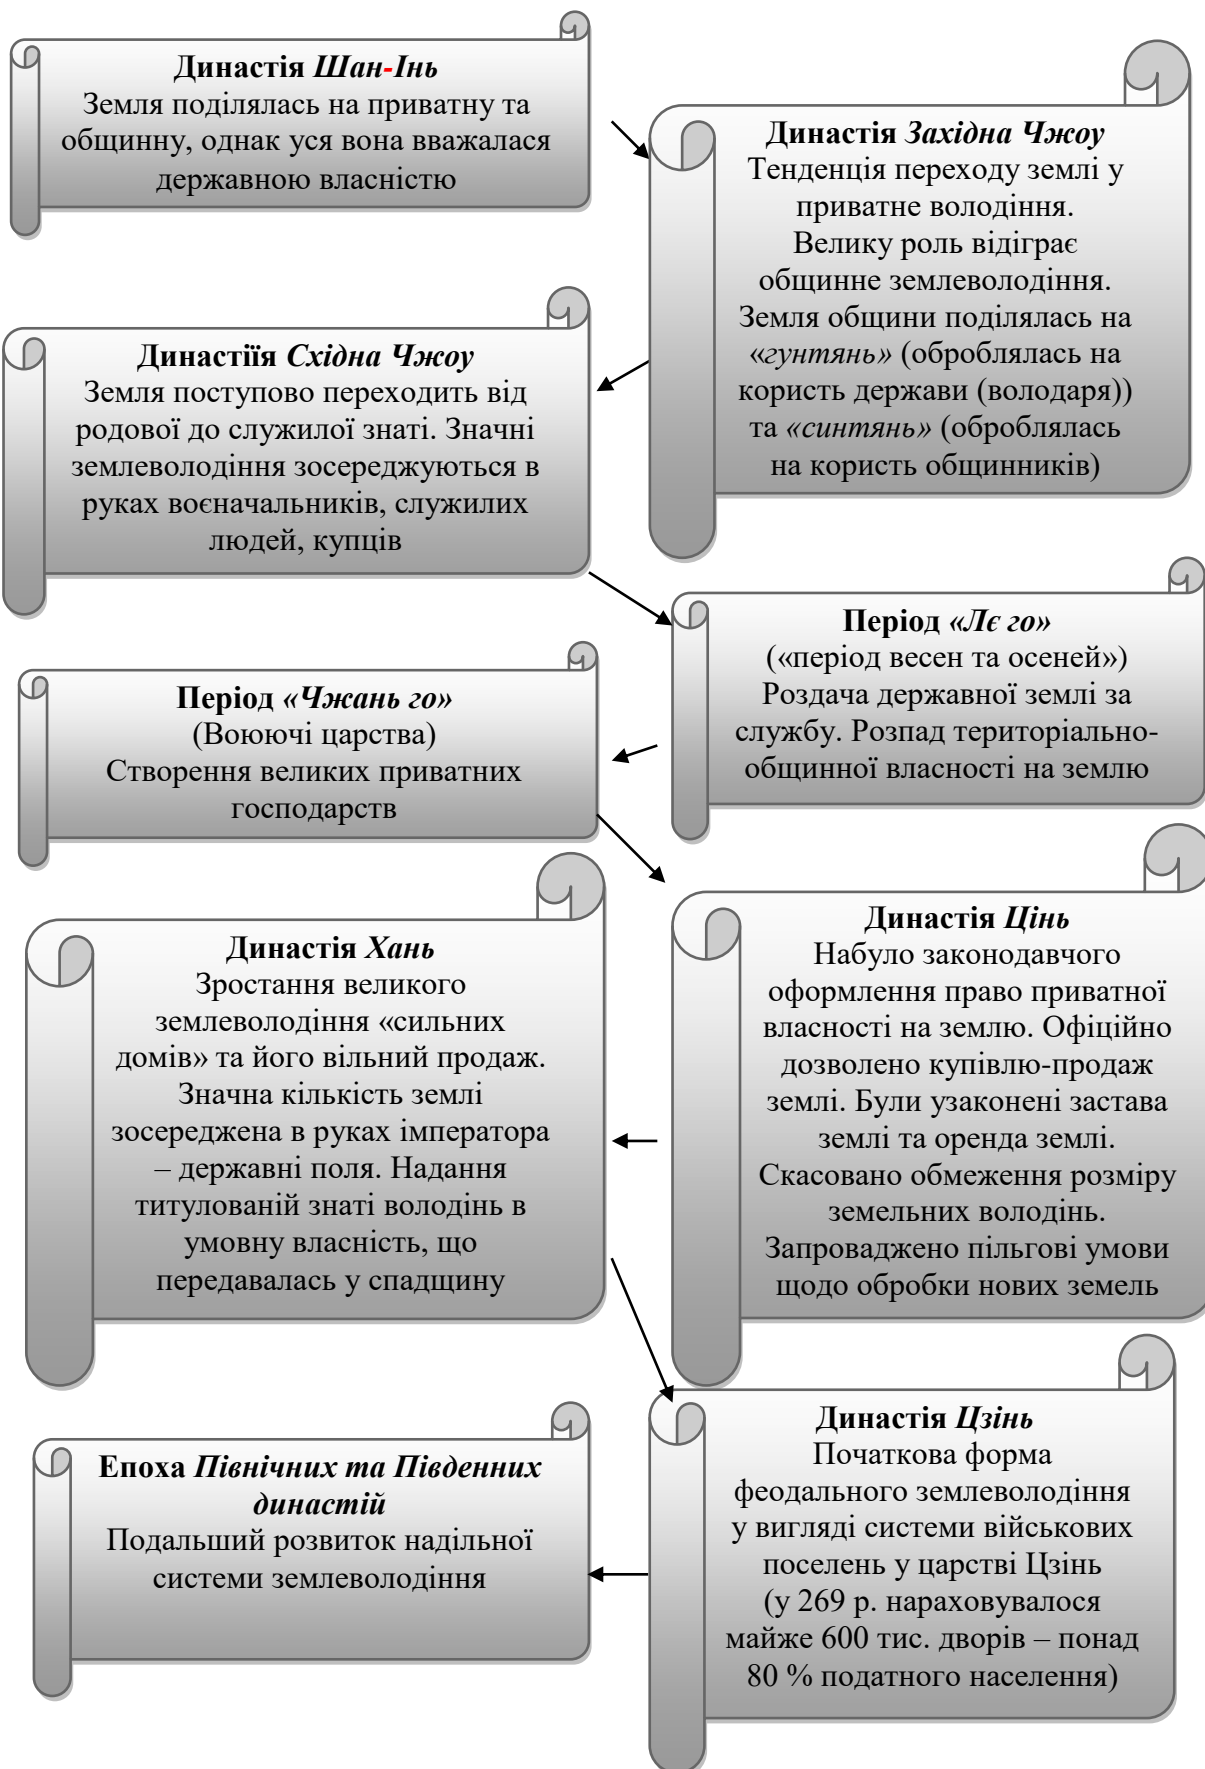 Династія Шан-Інь
Земля поділялась на приватну та
общинну, однак уся вона вважалася
державною власністю
Династія Західна Чжоу
Тенденція переходу землі у
приватне володіння.
Велику роль відіграє
общинне землеволодіння.
Земля общини поділялась на
«гунтянь» (оброблялась на
користь держави (володаря))
та «синтянь» (оброблялась
на користь общинників)
Династіїя Східна Чжоу
Земля поступово переходить від
родової до служилої знаті. Значні
землеволодіння зосереджуються в
руках воєначальників, служилих
людей, купців
Період «Лє го»
(«період весен та осеней»)
Роздача державної землі за
службу. Розпад територіально-
общинної власності на землю
Період «Чжань го»
(Воюючі царства)
Створення великих приватних
господарств
Династія Цінь
Набуло законодавчого
оформлення право приватної
власності на землю. Офіційно
дозволено купівлю-продаж
землі. Були узаконені застава
землі та оренда землі.
Скасовано обмеження розміру
земельних володінь.
Запроваджено пільгові умови
щодо обробки нових земель
Династія Хань
Зростання великого
землеволодіння «сильних
домів» та його вільний продаж.
Значна кількість землі
зосереджена в руках імператора
– державні поля. Надання
титулованій знаті володінь в
умовну власність, що
передавалась у спадщину
Династія Цзінь
Початкова форма
феодального землеволодіння
у вигляді системи військових
поселень у царстві Цзінь
(у 269 р. нараховувалося
майже 600 тис. дворів – понад
80 % податного населення)
Епоха Північних та Південних
династій
Подальший розвиток надільної
системи землеволодіння